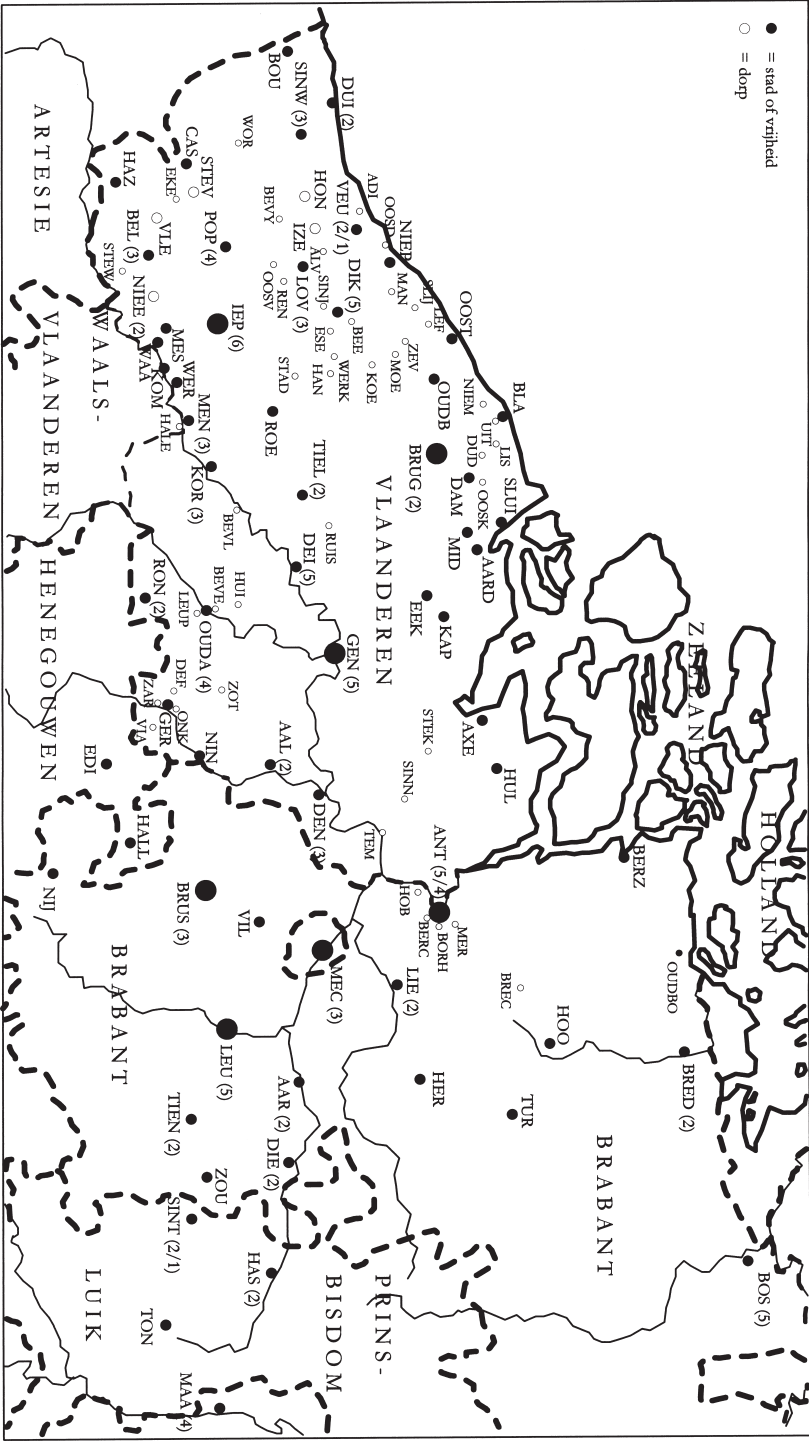 ● = stad of vrijheid
○ = dorp
ZEELAND
HOLLAND
VLAANDEREN
BRABANT
BRABANT
ARTESIE
WAALS-
VLAANDEREN
HENEGOUWEN
PRINS-
BISDOM
LUIK
BOU
SINW (3)
DUI (2)
WOR
CAS
STEV
EKE
HAZ
HON
BEVY
VEU (2/1)
ADI
OOSD
NIEP
IZE
ALV
POP (4)
VLE
BEL (3)
STEW
NIEE (2)
LOV (3)
SINJ
REN
OOSV
DIK (5)
MAN
SLIJ
LEF
OOST
BEE
ESE
WERK
HAN
KOE
MOE
ZEV
IEP (6)
STAD
MES
WAA
WER
KOM
MEN (3)
HALE
ROE
OUDB
NIEM
BLA
UIT
LIS
DUD
OOSK
SLUI
BRUG (2)
DAM
MID
AARD
KOR (3)
TIEL (2)
BEVL
RUIS
DEI (5)
EEK
KAP
RON (2)
LEUP
BEVE
HUI
OUDA (4)
GEN (5)
DEF
ZOT
ZAR
GER
ONK
VIA
NIN
STEK
AXE
HUL
SINN
AAL (2)
EDI
DEN (3)
TEM
HALL
NIJ
BRUS (3)
VIL
ANT (5/4)
HOB
BERC
BORH
MER
BERZ
OUDBO
MEC (3)
LIE (2)
BREC
HOO
BRED (2)
LEU (5)
AAR (2)
HER
TUR
TIEN (2)
DIE (2)
ZOU
SINT (2/1)
HAS (2)
BOS (5)
TON
MAA (4)